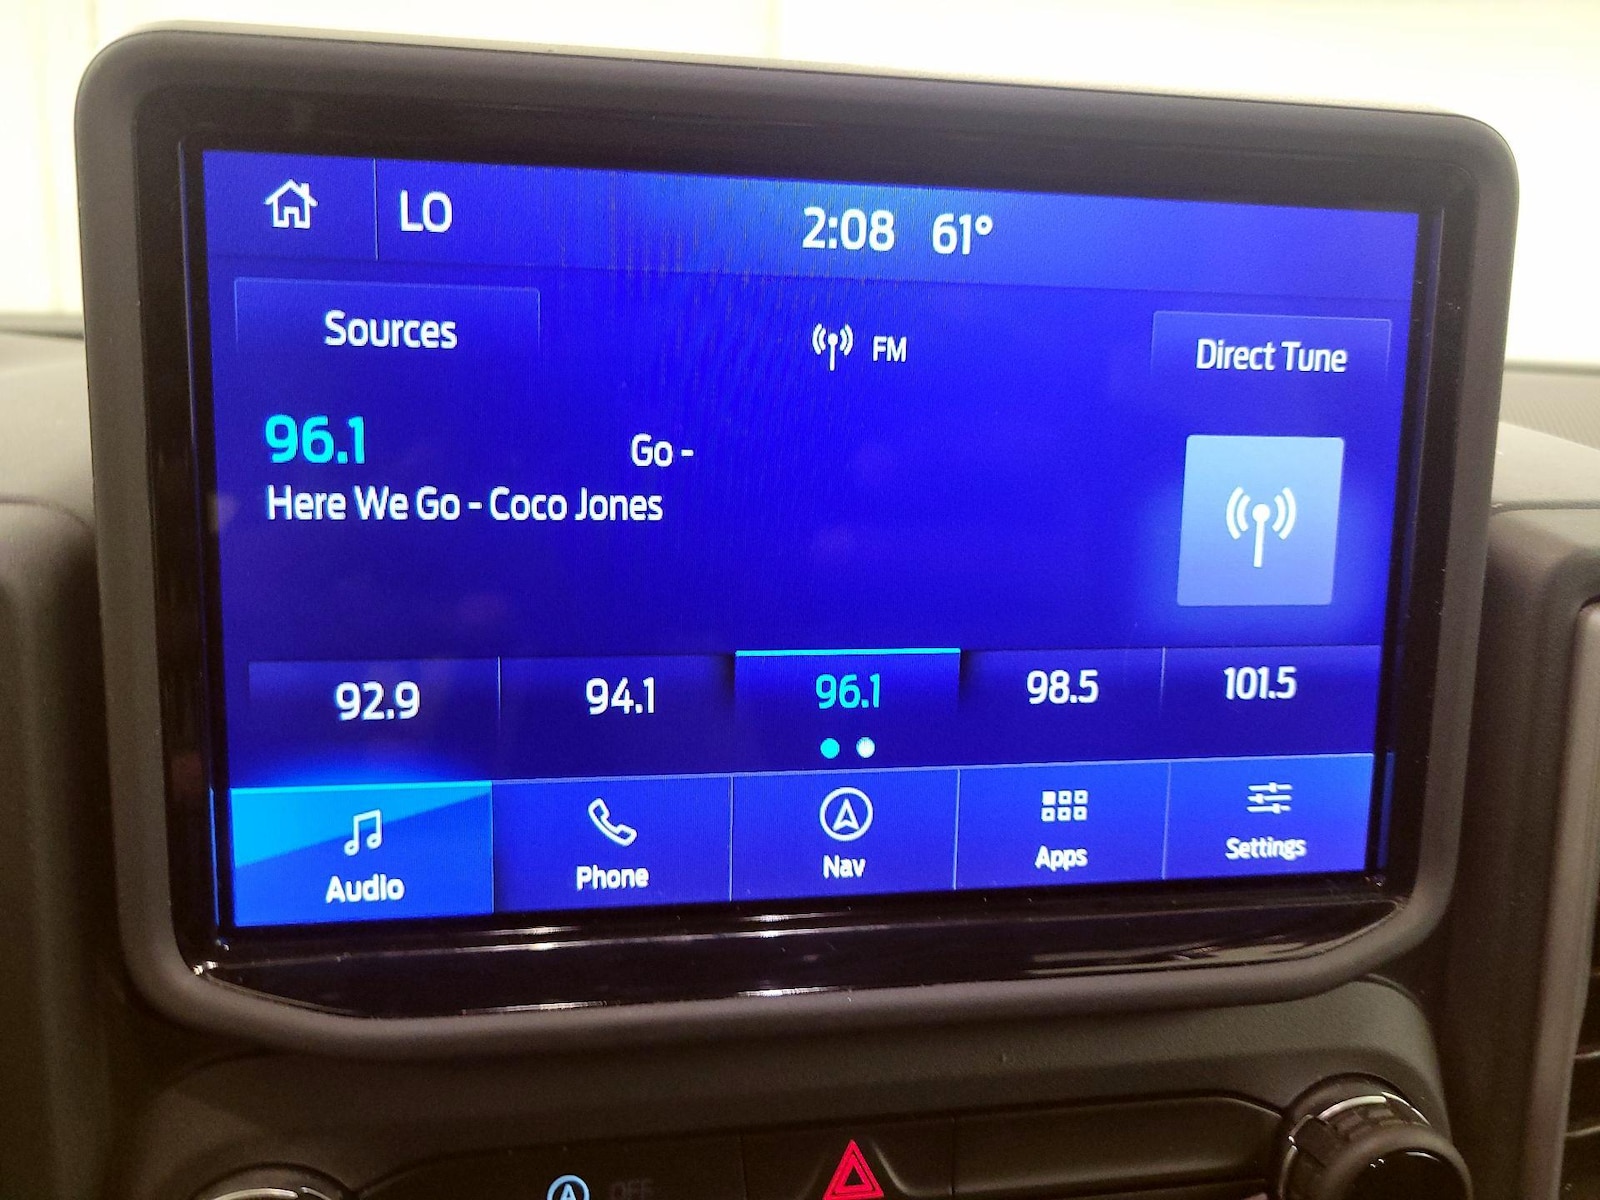 LO 2:08 61°
Sources FM Direct Tune
96.1 Go -
Here We Go - Coco Jones
92.9 94.1 96.1 98.5 101.5
Audio Phone Nav Apps Settings
A OFF